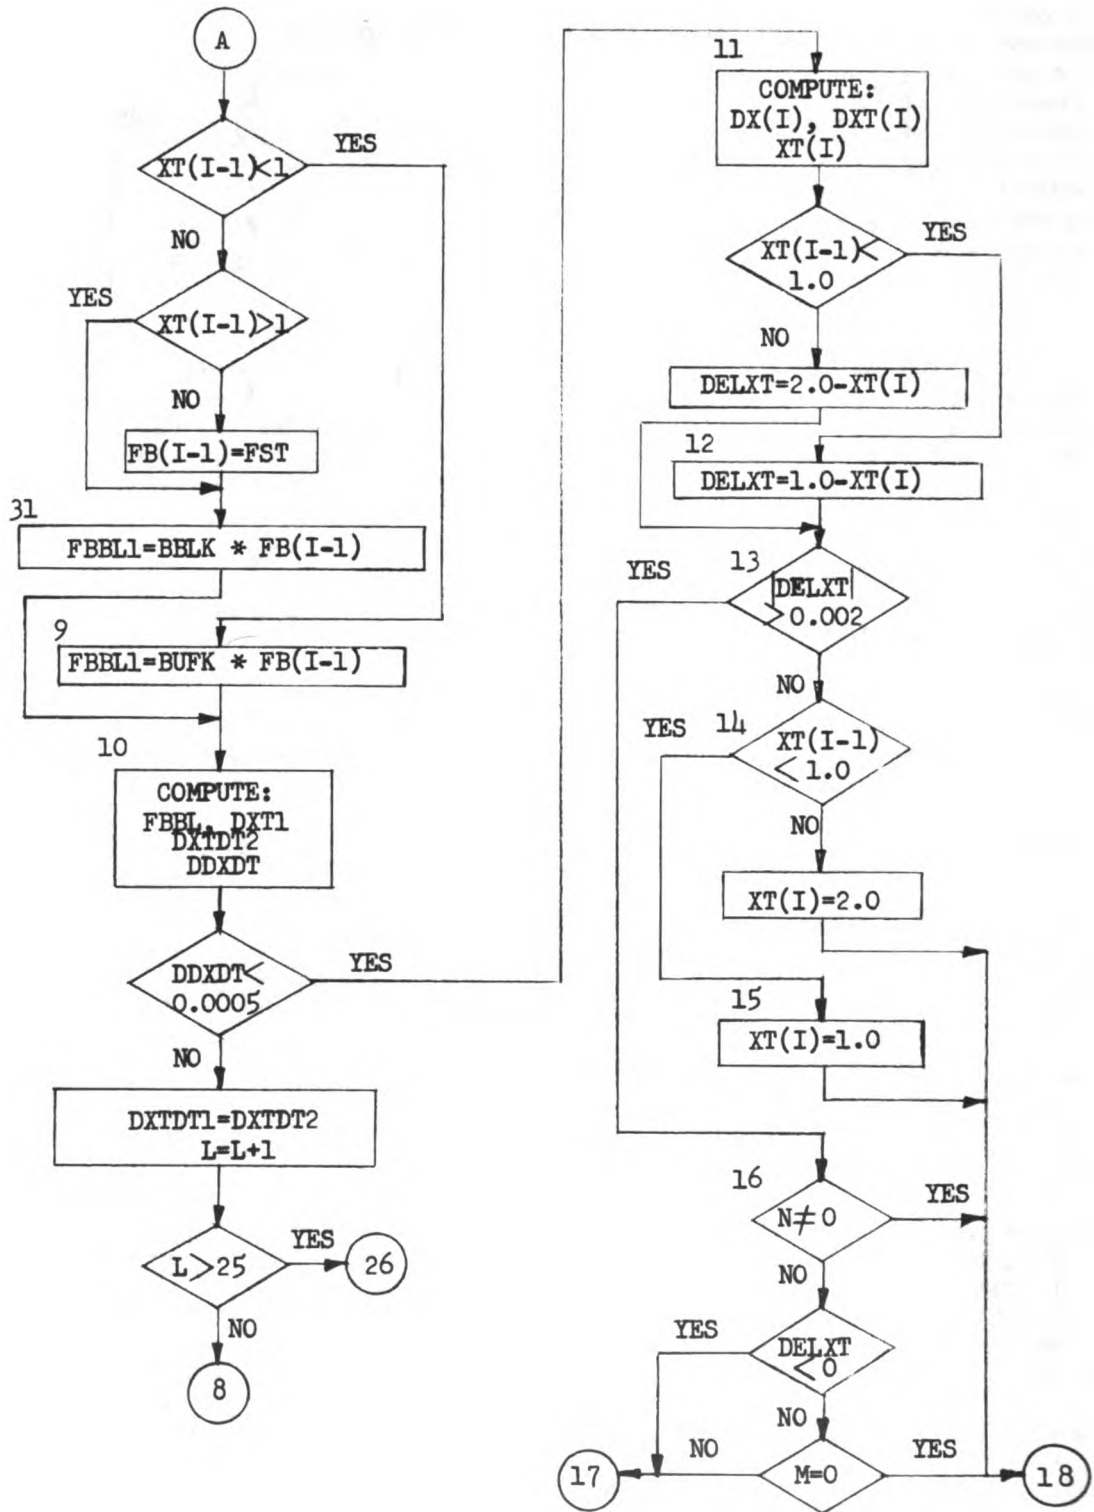 A
XT(I-1)<1
YES
NO
YES
XT(I-1)>1
NO
FB(I-1)=FST
31
FBBL1=BBLK * FB(I-1)
9
FBBL1=BUFK * FB(I-1)
10
COMPUTE:
FBBL, DXT1
DXTDT2
DDXDT
DDXDT<
0.0005
YES
NO
DXTDT1=DXTDT2
L=L+1
L>25
YES
26
NO
8
11
COMPUTE:
DX(I), DXT(I)
XT(I)
XT(I-1)<
1.0
YES
NO
DELXT=2.0-XT(I)
12
DELXT=1.0-XT(I)
13
YES
|DELXT|
>0.002
NO
14
YES
XT(I-1)
<1.0
NO
XT(I)=2.0
15
XT(I)=1.0
16
N≠0
YES
NO
YES
DELXT
<0
NO
17
NO
M=0
YES
18